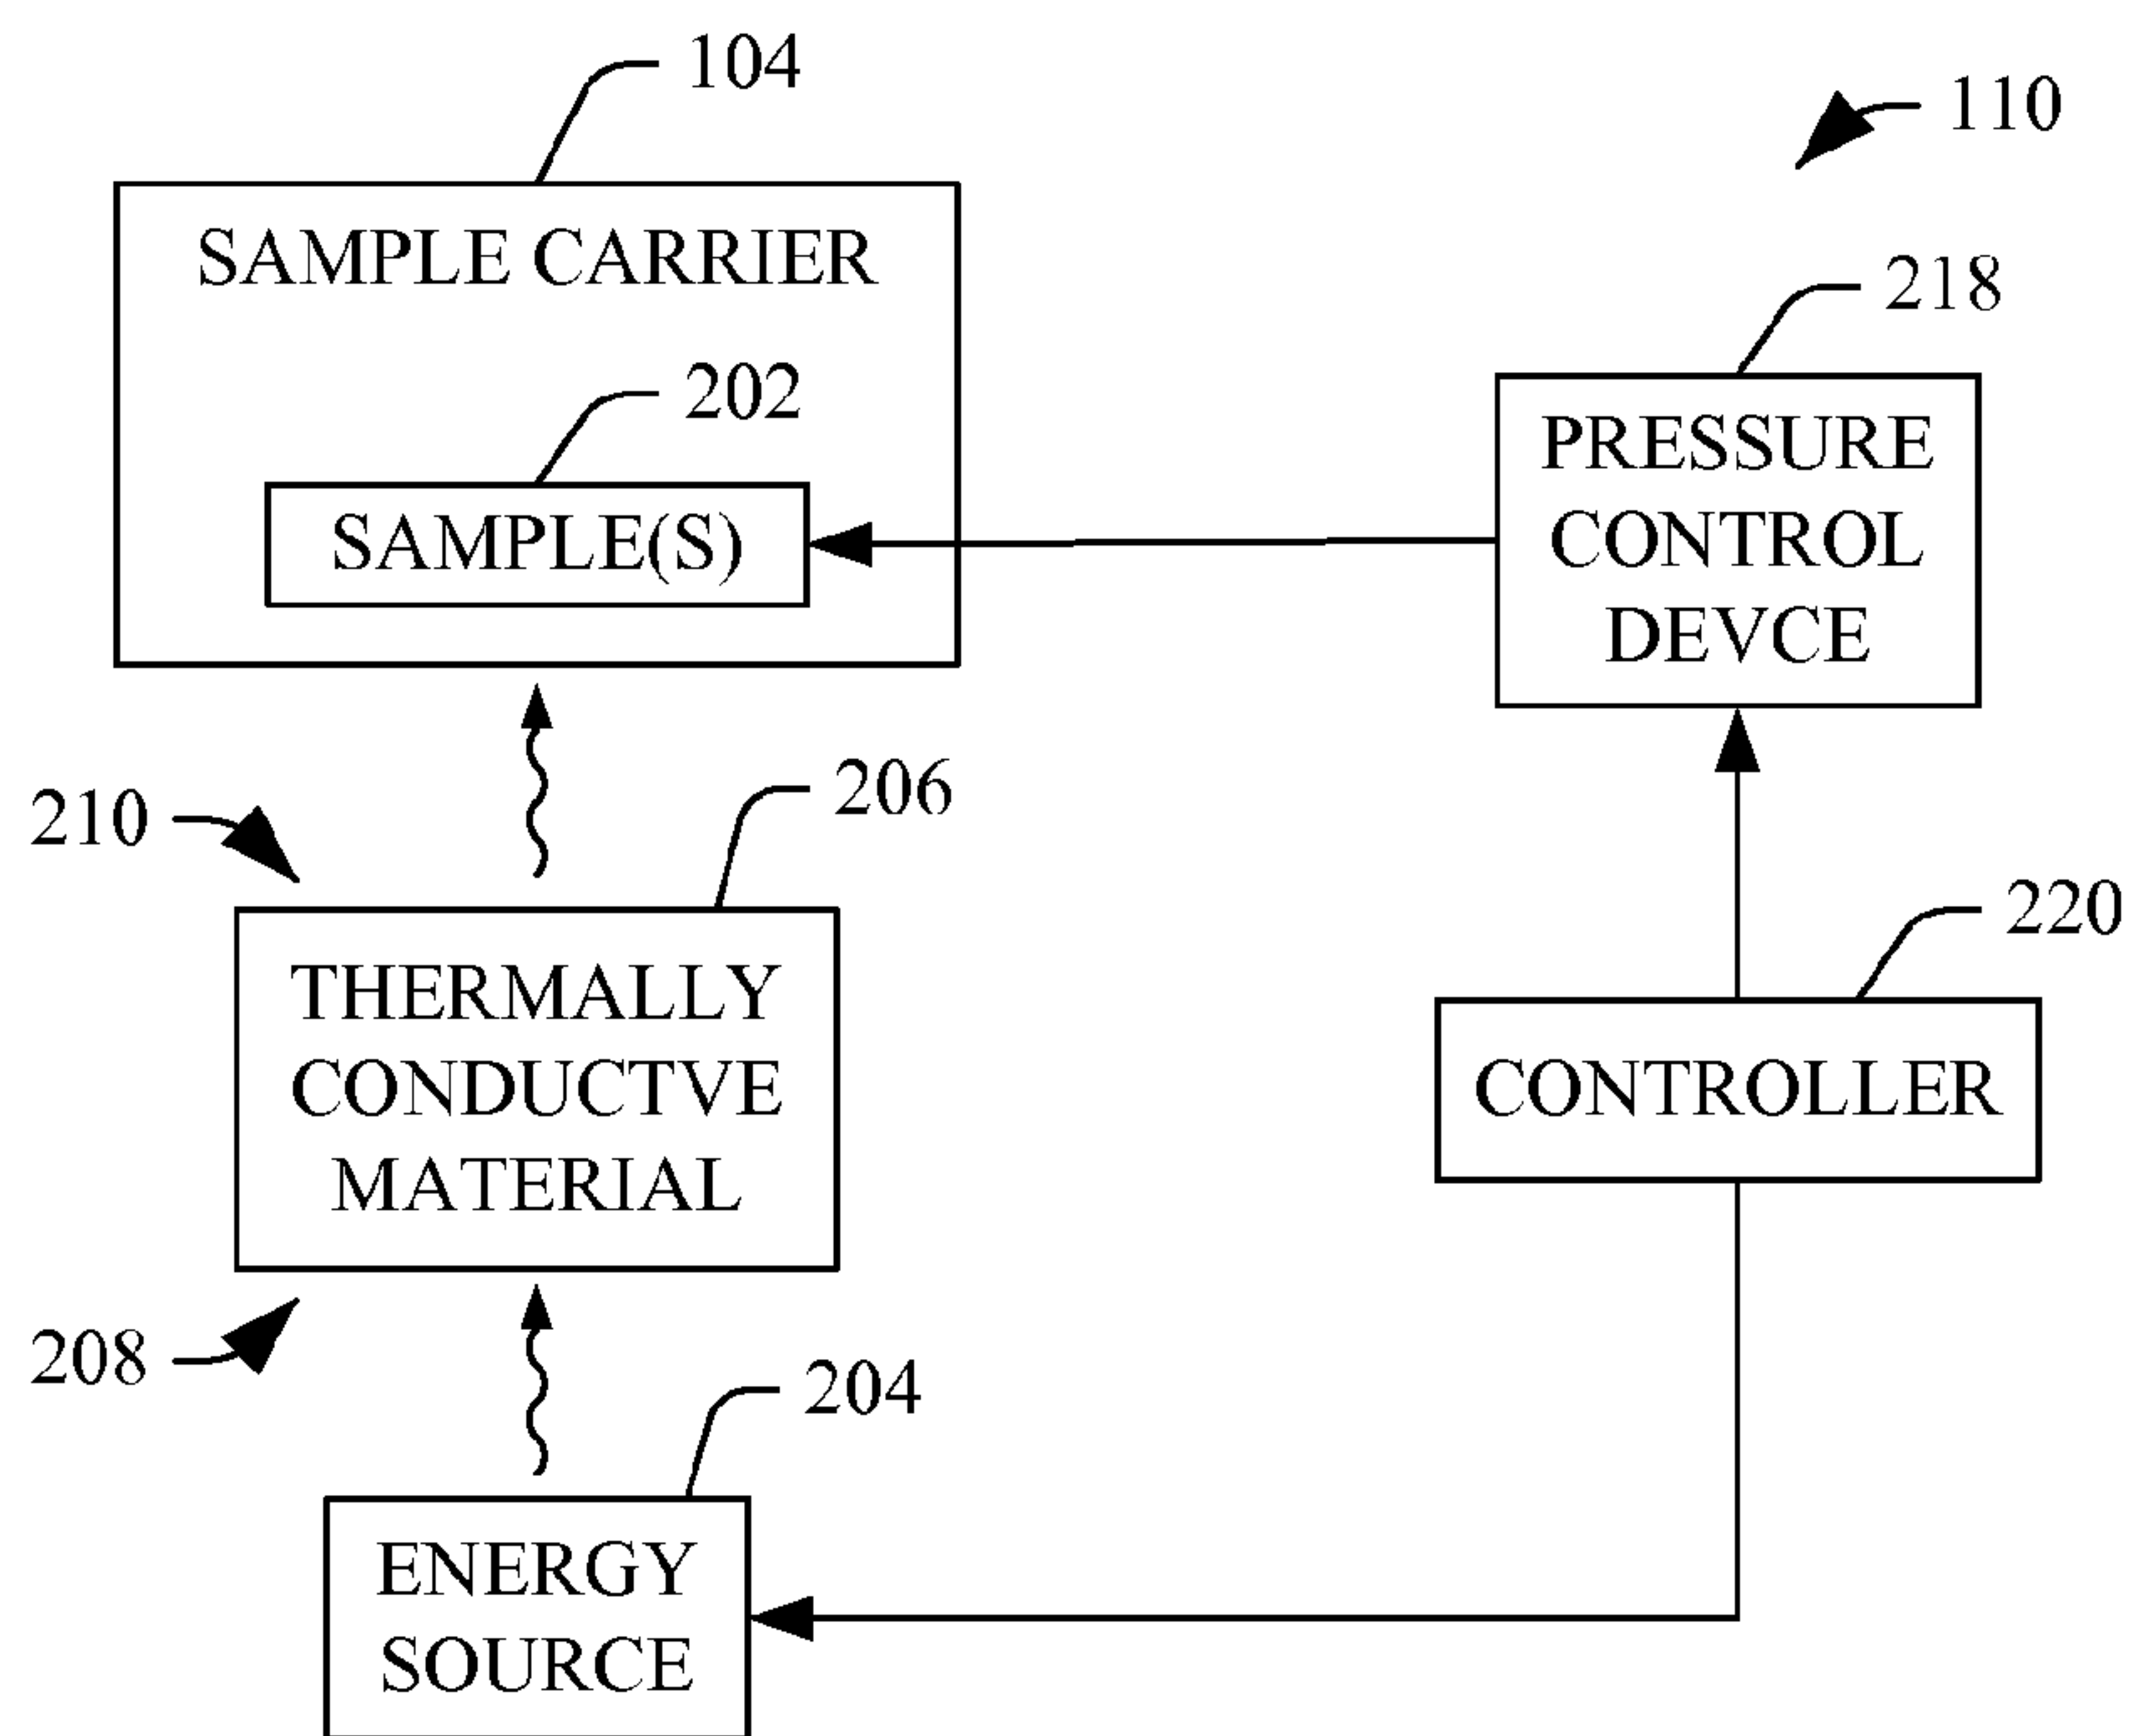 104
110
SAMPLE CARRIER
218
202
PRESSURE
CONTROL
DEVCE
SAMPLE(S)
206
210
220
THERMALLY
CONDUCTVE
MATERIAL
CONTROLLER
208
204
ENERGY
SOURCE